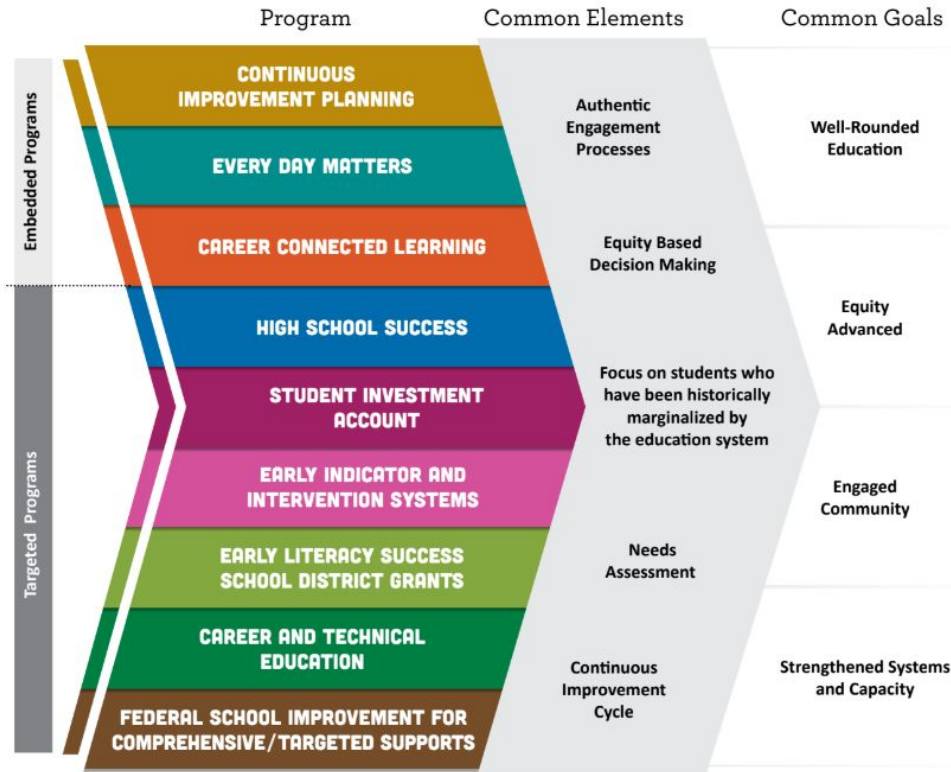 Program
Common Elements
Common Goals
Embedded Programs
Targeted Programs
CONTINUOUS
IMPROVEMENT PLANNING
EVERY DAY MATTERS
CAREER CONNECTED LEARNING
HIGH SCHOOL SUCCESS
STUDENT INVESTMENT
ACCOUNT
EARLY INDICATOR AND
INTERVENTION SYSTEMS
EARLY LITERACY SUCCESS
SCHOOL DISTRICT GRANTS
CAREER AND TECHNICAL
EDUCATION
FEDERAL SCHOOL IMPROVEMENT FOR
COMPREHENSIVE/TARGETED SUPPORTS
Authentic
Engagement
Processes
Equity Based
Decision Making
Focus on students who
have been historically
marginalized by
the education system
Needs
Assessment
Continuous
Improvement
Cycle
Well-Rounded
Education
Equity
Advanced
Engaged
Community
Strengthened Systems
and Capacity